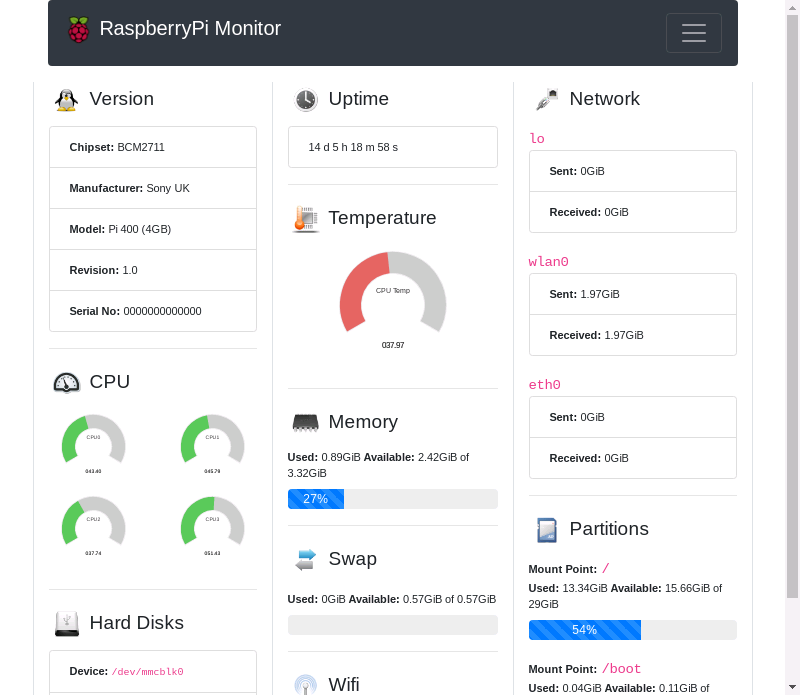 RaspberryPi Monitor
Version
Chipset: BCM2711
Manufacturer: Sony UK
Model: Pi 400 (4GB)
Revision: 1.0
Serial No: 0000000000000
CPU
CPU0
043.40
CPU1
045.79
CPU2
037.74
CPU3
051.43
Hard Disks
Device: /dev/mmcblk0
Uptime
14 d 5 h 18 m 58 s
Temperature
CPU Temp
037.97
Memory
Used: 0.89GiB Available: 2.42GiB of
3.32GiB
27%
Swap
Used: 0GiB Available: 0.57GiB of 0.57GiB
Wifi
Network
lo
Sent: 0GiB
Received: 0GiB
wlan0
Sent: 1.97GiB
Received: 1.97GiB
eth0
Sent: 0GiB
Received: 0GiB
Partitions
Mount Point: /
Used: 13.34GiB Available: 15.66GiB of
29GiB
54%
Mount Point: /boot
Used: 0.04GiB Available: 0.11GiB of